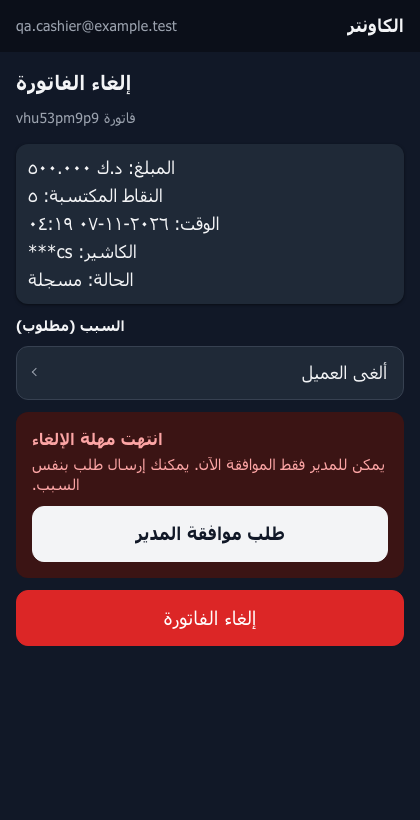 الكاونتر
qa.cashier@example.test
إلغاء الفاتورة
فاتورة vhu53pm9p9
المبلغ: د.ك ٥٠٠.٠٠٠
النقاط المكتسبة: ٥
الوقت: ٢٠٢٦-١١-٠٧ ٠٤:١٩
الكاشير: cs***
الحالة: مسجلة
السبب (مطلوب)
ألغى العميل
انتهت مهلة الإلغاء
يمكن للمدير فقط الموافقة الآن. يمكنك إرسال طلب بنفس
السبب.
طلب موافقة المدير
إلغاء الفاتورة